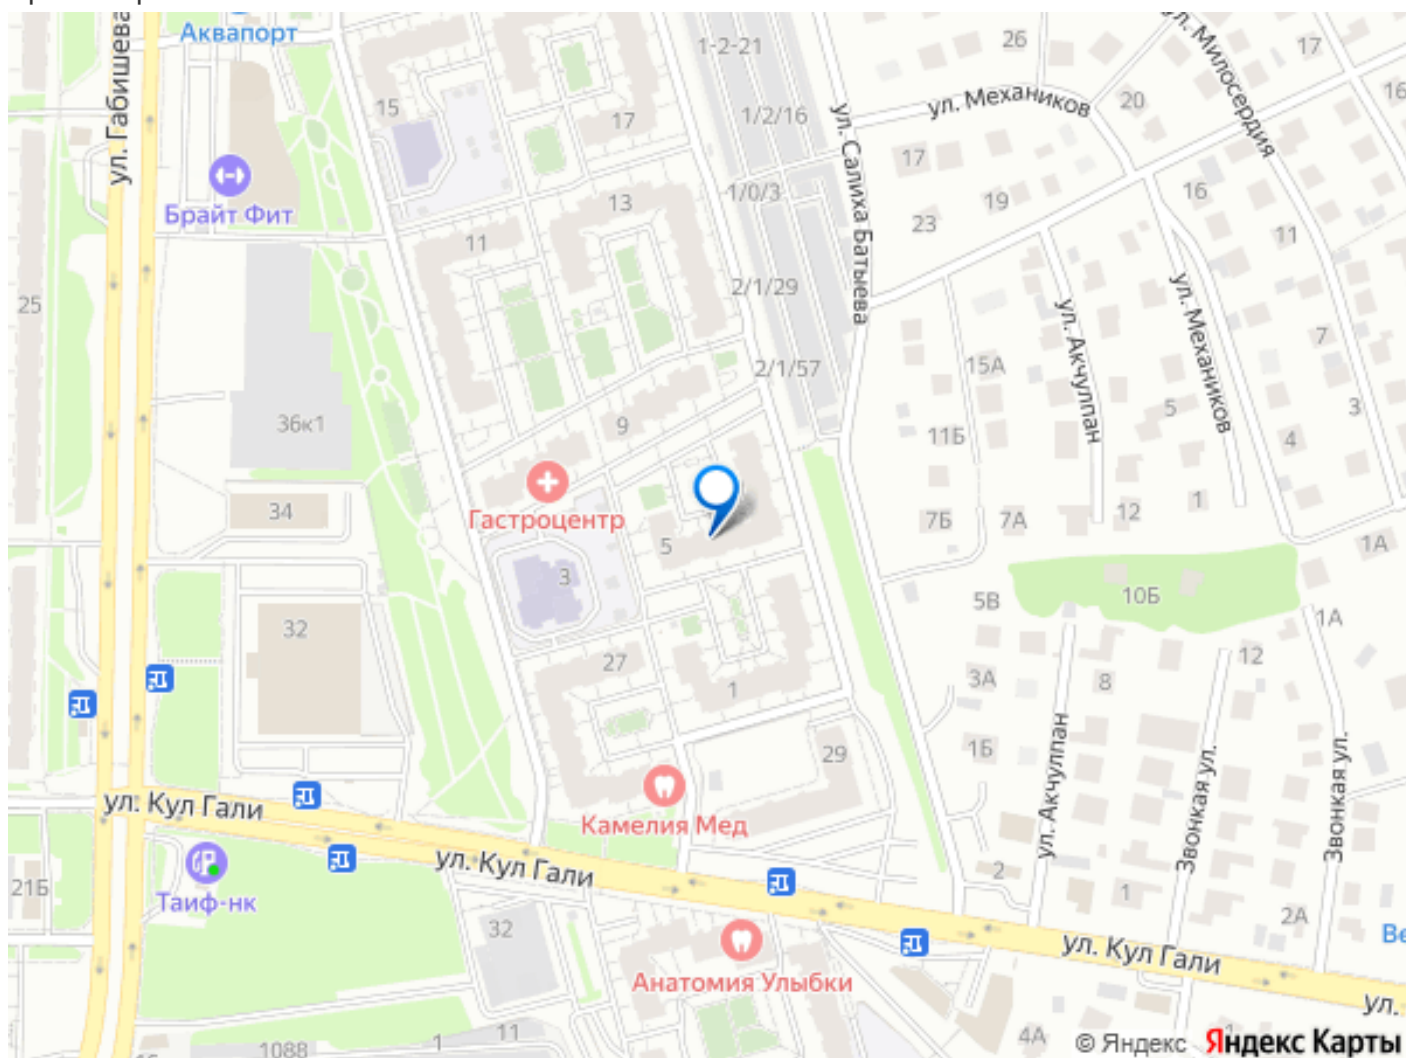 Аквапорт
1-2-21
26
17
ул. Милосердия
ул. Габишева
15
17
1/2/16
ул. Механиков
20
16
Брайт Фит
13
1/0/3
ул. Салиха Батыева
17
19
16
23
11
11
25
2/1/29
ул. Акчулпан
ул. Механиков
7
2/1/57
15А
36к1
9
11Б
5
3
4
Гастроцентр
34
5
7Б
7А
12
1
1А
3
10Б
5В
1А
32
27
1
3А
8
12
1Б
29
ул. Акчулпан
Звонкая ул.
Звонкая ул.
ул. Кул Гали
Камелия Мед
ул. Кул Гали
2
1
21Б
Таиф-нк
32
2А
Ве
Анатомия Улыбки
ул. Кул Гали
ул.
1
11
4А
1088
© Яндекс
Яндекс Карты